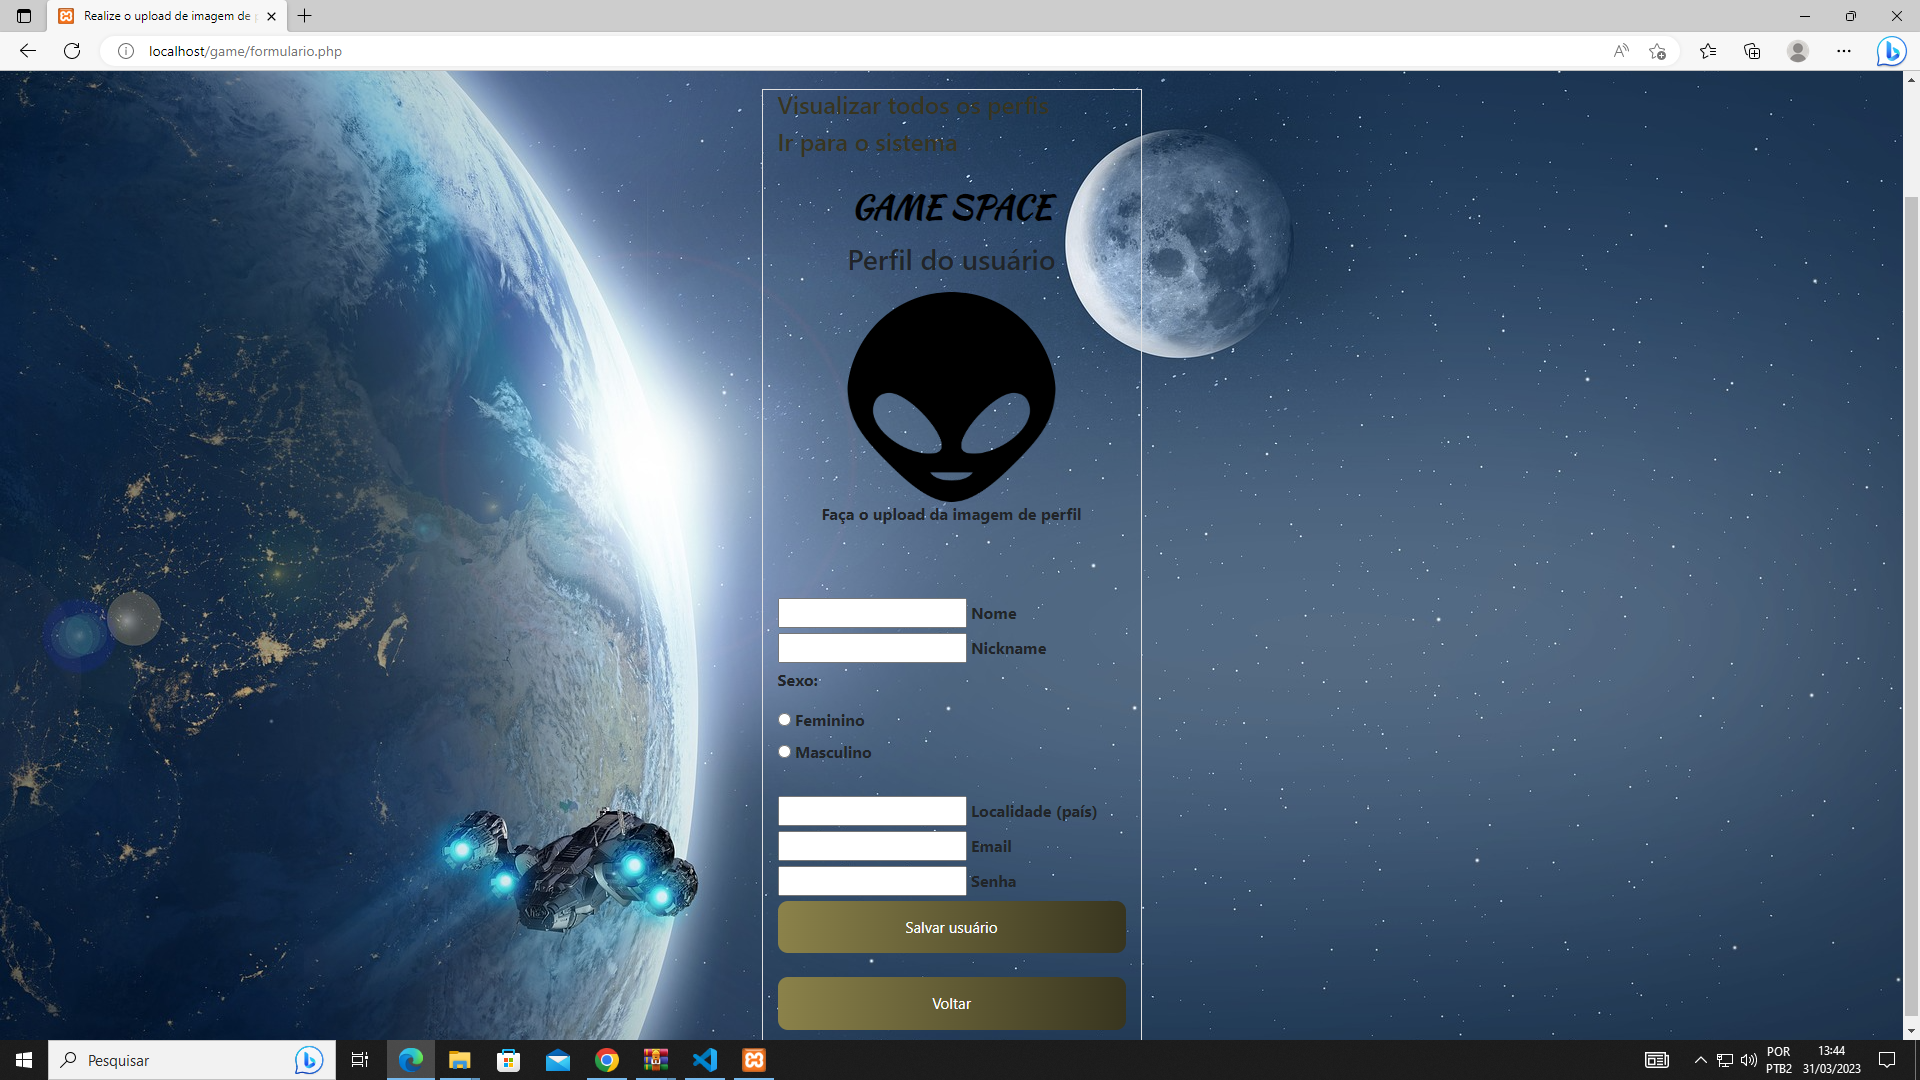 Realize o upload de imagem de p
localhost/game/formulario.php
Visualizar todos os perfis
Ir para o sistema
GAME SPACE
Perfil do usuário
Faça o upload da imagem de perfil
Nome
Nickname
Sexo:
Feminino
Masculino
Localidade (país)
Email
Senha
Salvar usuário
Voltar
Pesquisar
POR
PTB2
13:44
31/03/2023